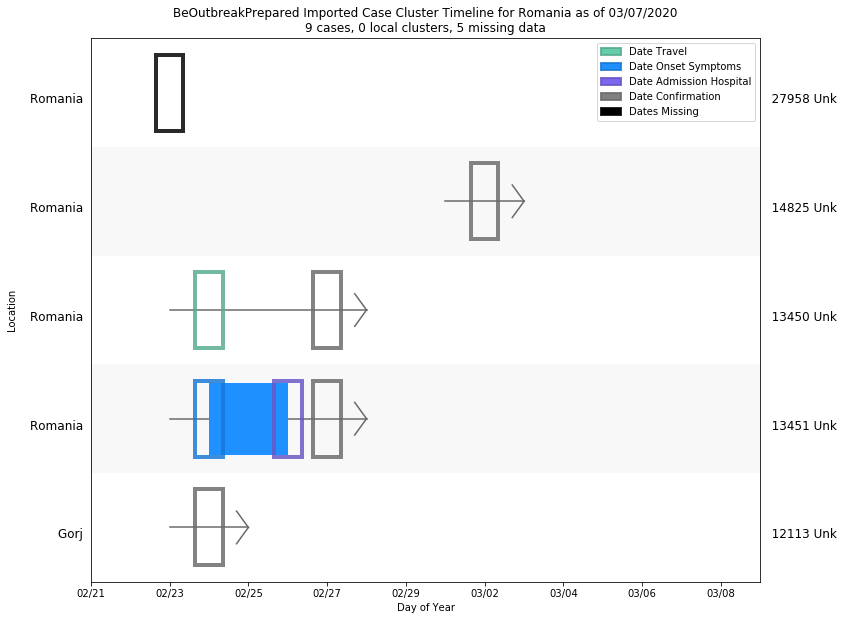 BeOutbreakPrepared Imported Case Cluster Timeline for Romania as of 03/07/2020
9 cases, 0 local clusters, 5 missing data
Date Travel
Date Onset Symptoms
Date Admission Hospital
Date Confirmation
Dates Missing
Romania
27958 Unk
Romania
14825 Unk
Location
Romania
13450 Unk
Romania
13451 Unk
Gorj
12113 Unk
02/21 02/23 02/25 02/27 02/29 03/02 03/04 03/06 03/08
Day of Year